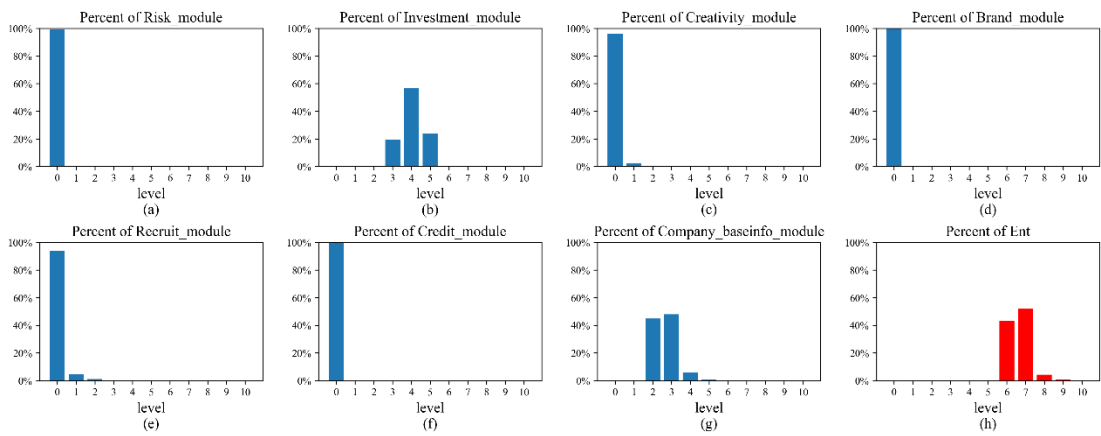 Percent of Risk_module
100%
80%
60%
40%
20%
0%
0 1 2 3 4 5 6 7 8 9 10
level
(a)
Percent of Investment_module
100%
80%
60%
40%
20%
0%
0 1 2 3 4 5 6 7 8 9 10
level
(b)
Percent of Creativity_module
100%
80%
60%
40%
20%
0%
0 1 2 3 4 5 6 7 8 9 10
level
(c)
Percent of Brand_module
100%
80%
60%
40%
20%
0%
0 1 2 3 4 5 6 7 8 9 10
level
(d)
Percent of Recruit_module
100%
80%
60%
40%
20%
0%
0 1 2 3 4 5 6 7 8 9 10
level
(e)
Percent of Credit_module
100%
80%
60%
40%
20%
0%
0 1 2 3 4 5 6 7 8 9 10
level
(f)
Percent of Company_baseinfo_module
100%
80%
60%
40%
20%
0%
0 1 2 3 4 5 6 7 8 9 10
level
(g)
Percent of Ent
100%
80%
60%
40%
20%
0%
0 1 2 3 4 5 6 7 8 9 10
level
(h)